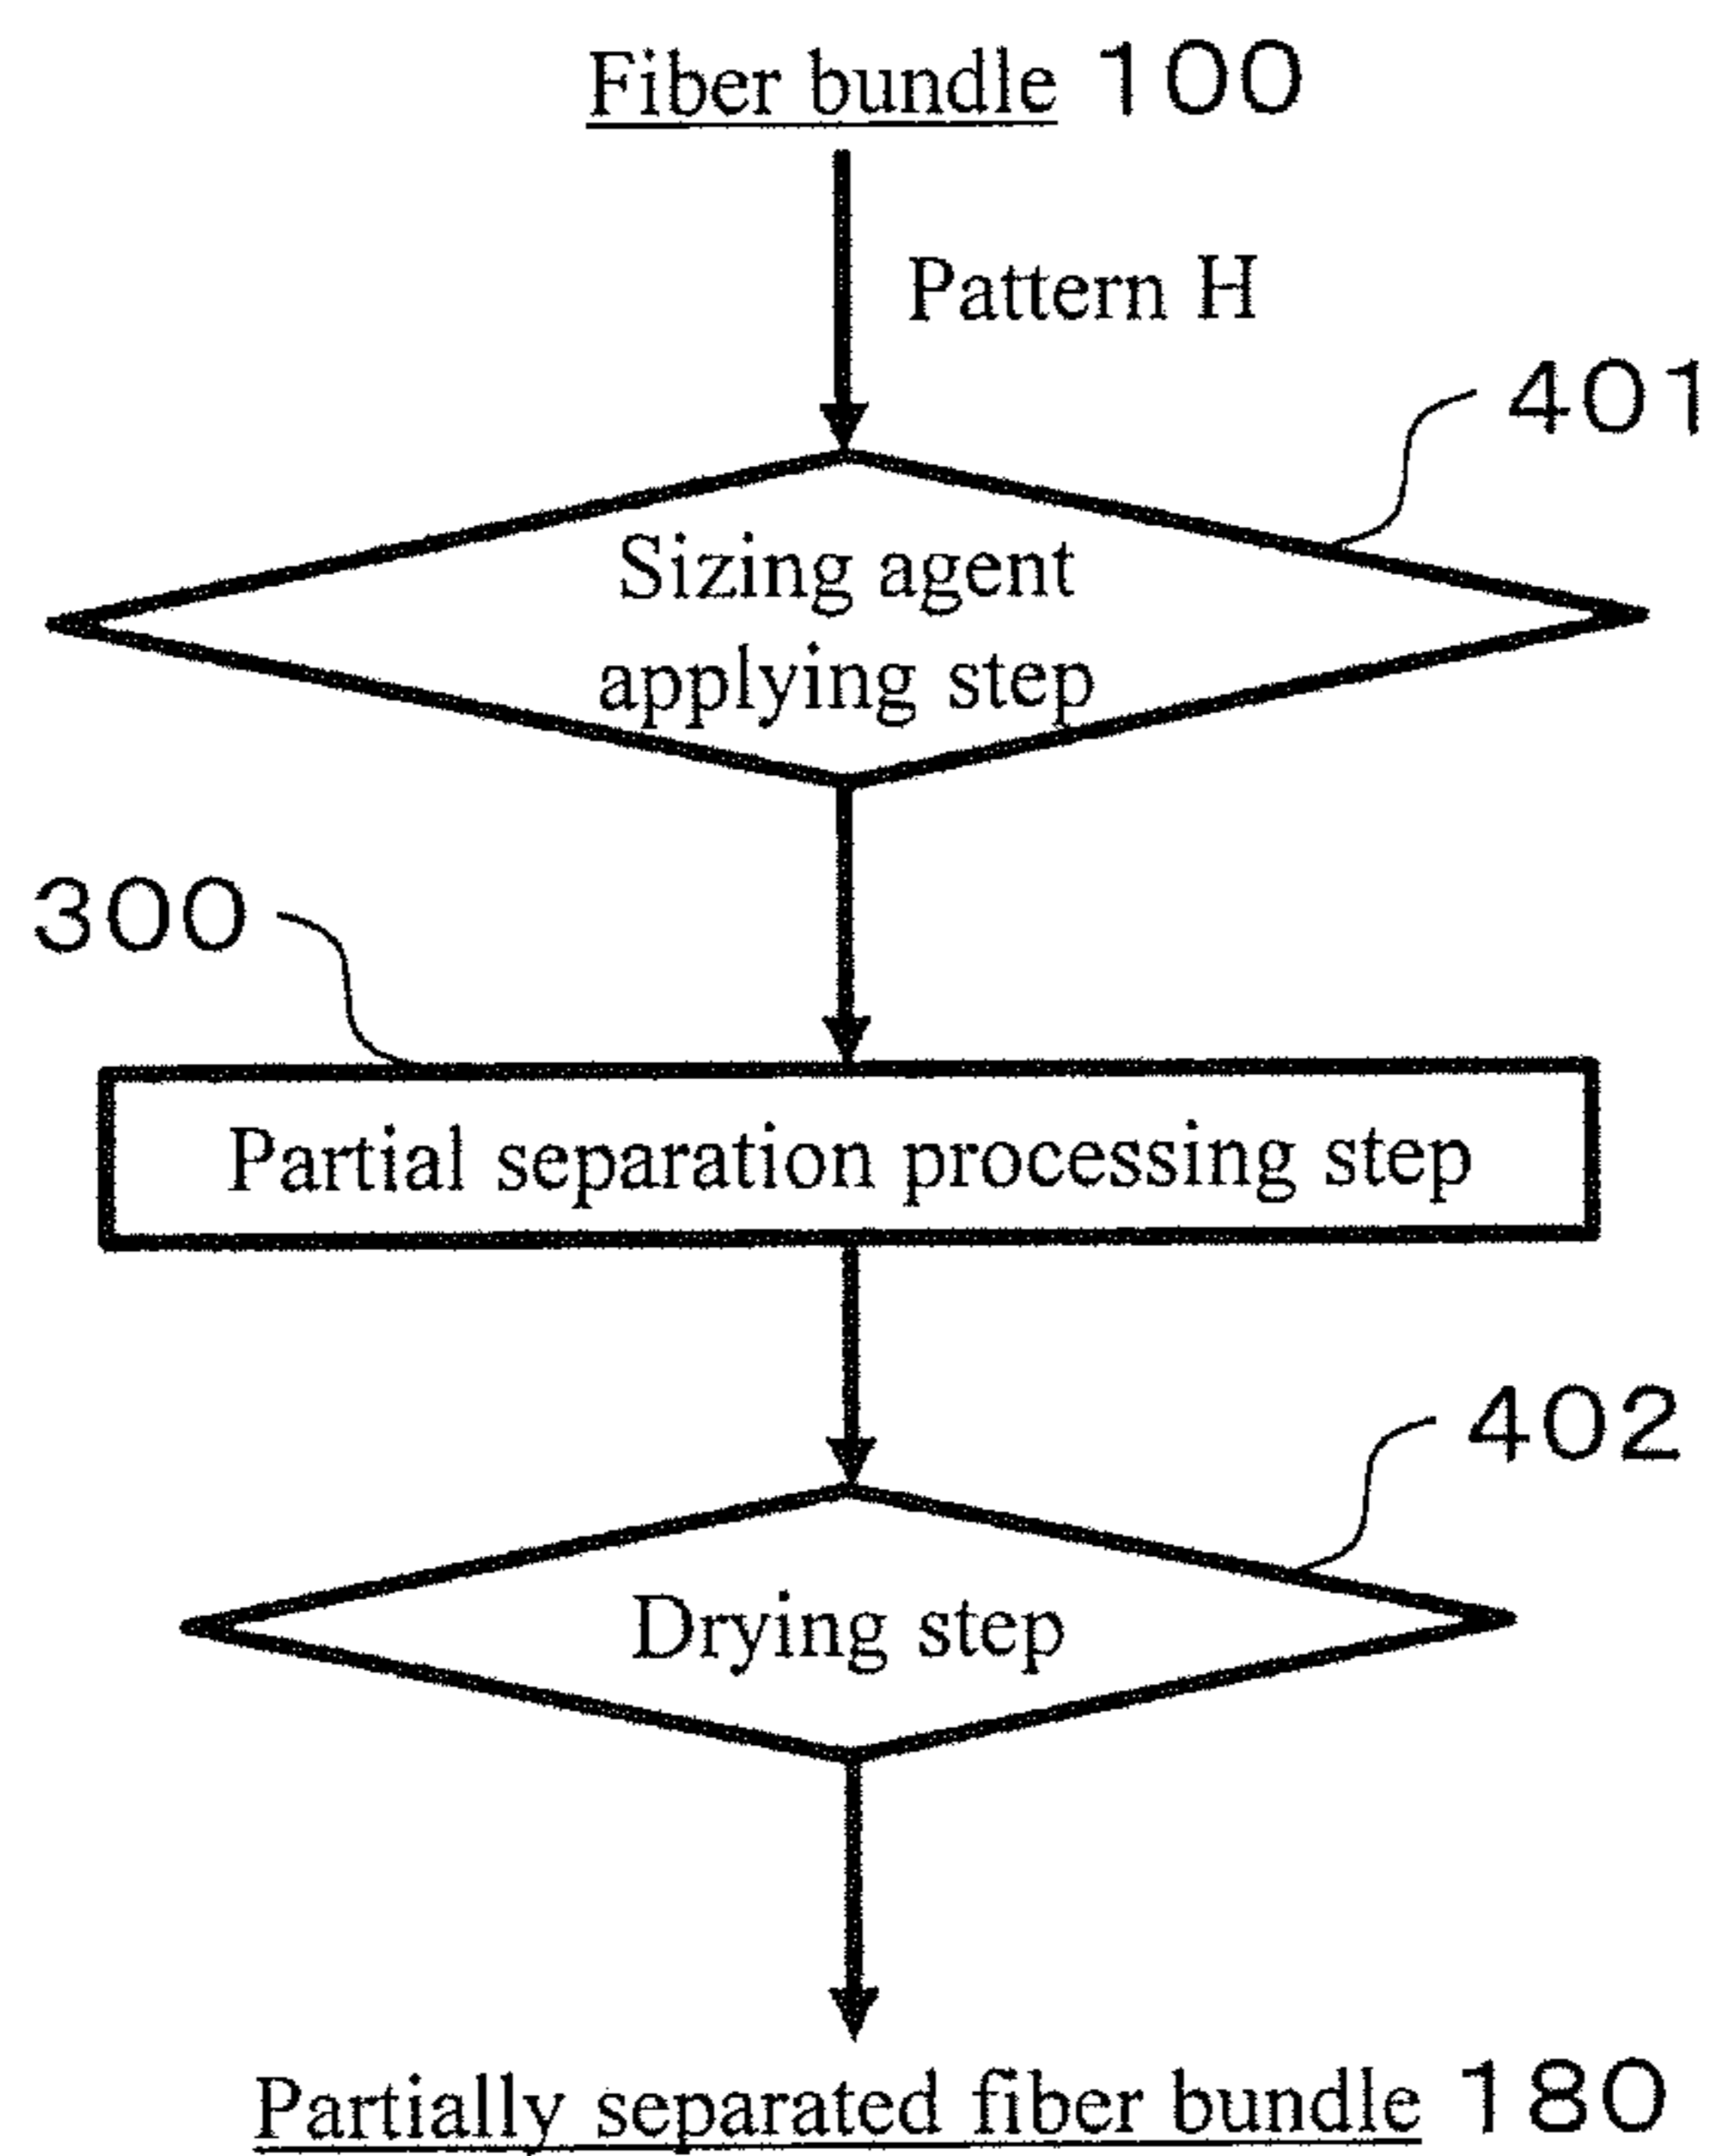 Fiber bundle 100
Pattern H
401
Sizing agent
applying step
300
Partial separation processing step
402
Drying step
Partially separated fiber bundle 180